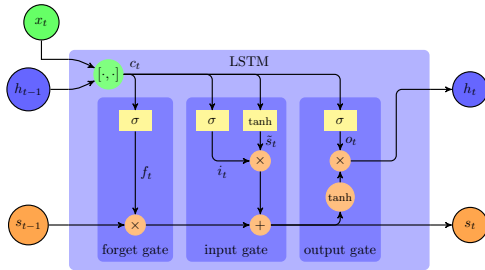 x_t
LSTM
c_t
[·, ·]
h_{t−1}
h_t
σ
σ
tanh
σ
s̃_t
o_t
f_t
i_t
×
×
tanh
s_{t−1}
×
+
s_t
forget gate
input gate
output gate